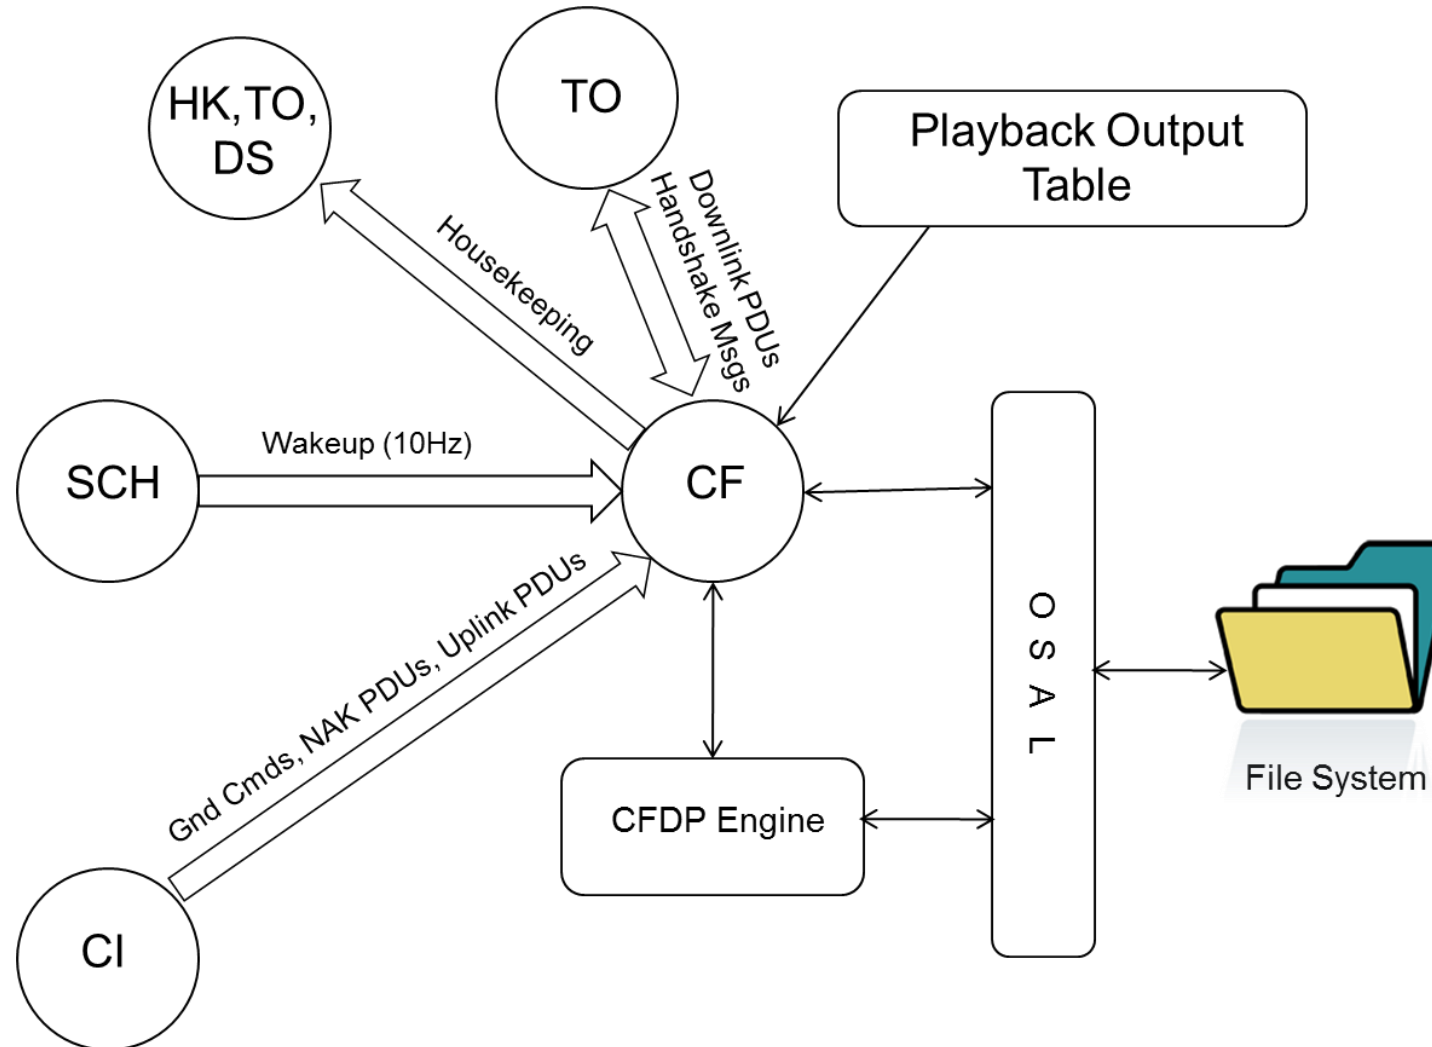 HK,TO,
DS
TO
Playback Output
Table
Downlink PDUs
Handshake Msgs
Housekeeping
SCH
Wakeup (10Hz)
CF
Gnd Cmds, NAK PDUs, Uplink PDUs
O S A L
File System
CFDP Engine
CI